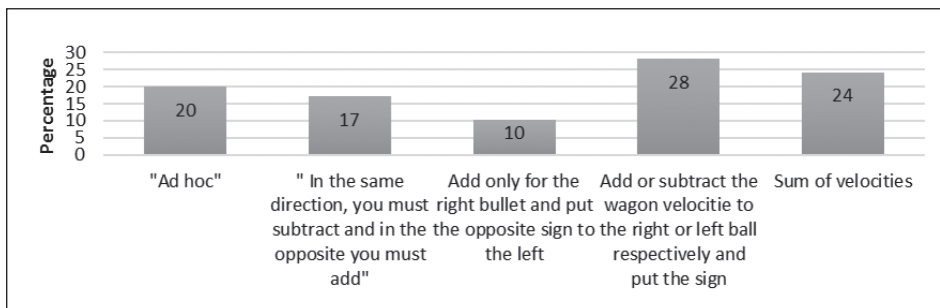 Percentage
30
25
20
15
10
5
0
20
17
10
28
24
"Ad hoc"
" In the same
direction, you must
subtract and in the
opposite you must
add"
Add only for the
right bullet and put
the opposite sign to
the left
Add or subtract the
wagon velocitie to
the right or left ball
respectively and
put the sign
Sum of velocities